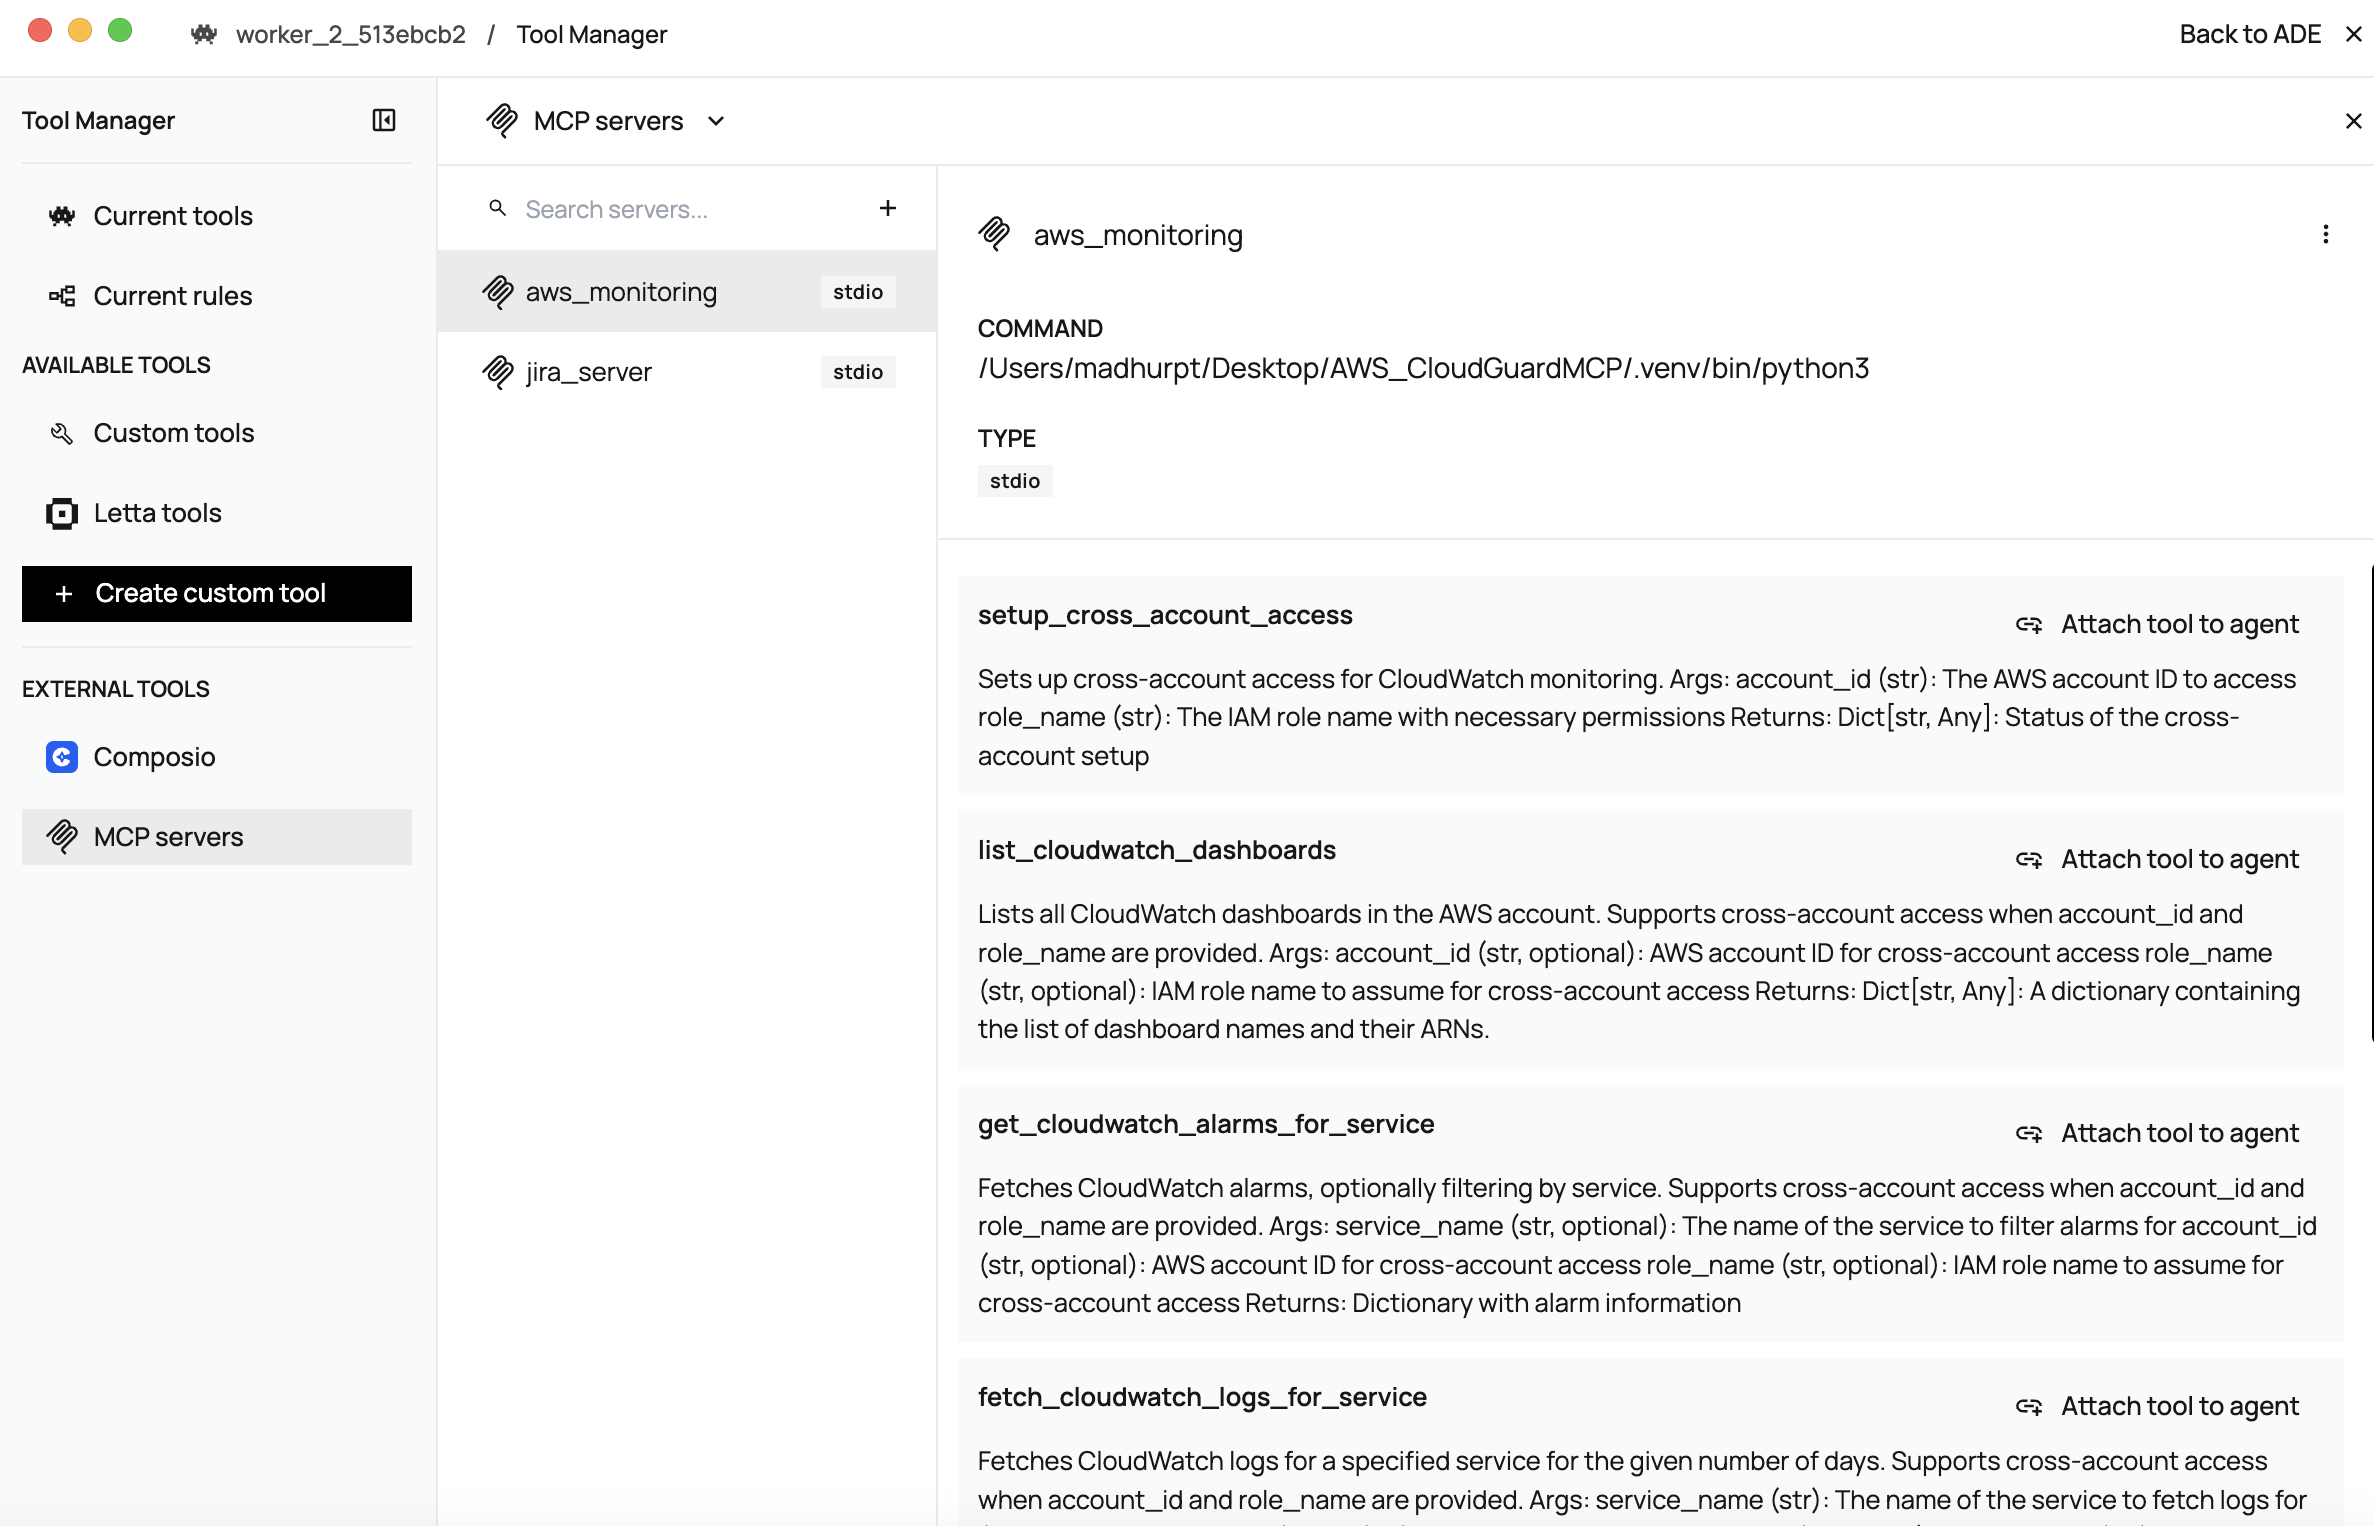 worker_2_513ebcb2 / Tool Manager
Back to ADE
Tool Manager
Current tools
Current rules
AVAILABLE TOOLS
Custom tools
Letta tools
+ Create custom tool
EXTERNAL TOOLS
Composio
MCP servers
MCP servers
Search servers...
aws_monitoring stdio
jira_server stdio
aws_monitoring
COMMAND
/Users/madhurpt/Desktop/AWS_CloudGuardMCP/.venv/bin/python3
TYPE
stdio
setup_cross_account_access
Attach tool to agent
Sets up cross-account access for CloudWatch monitoring. Args: account_id (str): The AWS account ID to access
role_name (str): The IAM role name with necessary permissions Returns: Dict[str, Any]: Status of the cross-
account setup
list_cloudwatch_dashboards
Attach tool to agent
Lists all CloudWatch dashboards in the AWS account. Supports cross-account access when account_id and
role_name are provided. Args: account_id (str, optional): AWS account ID for cross-account access role_name
(str, optional): IAM role name to assume for cross-account access Returns: Dict[str, Any]: A dictionary containing
the list of dashboard names and their ARNs.
get_cloudwatch_alarms_for_service
Attach tool to agent
Fetches CloudWatch alarms, optionally filtering by service. Supports cross-account access when account_id and
role_name are provided. Args: service_name (str, optional): The name of the service to filter alarms for account_id
(str, optional): AWS account ID for cross-account access role_name (str, optional): IAM role name to assume for
cross-account access Returns: Dictionary with alarm information
fetch_cloudwatch_logs_for_service
Attach tool to agent
Fetches CloudWatch logs for a specified service for the given number of days. Supports cross-account access
when account_id and role_name are provided. Args: service_name (str): The name of the service to fetch logs for